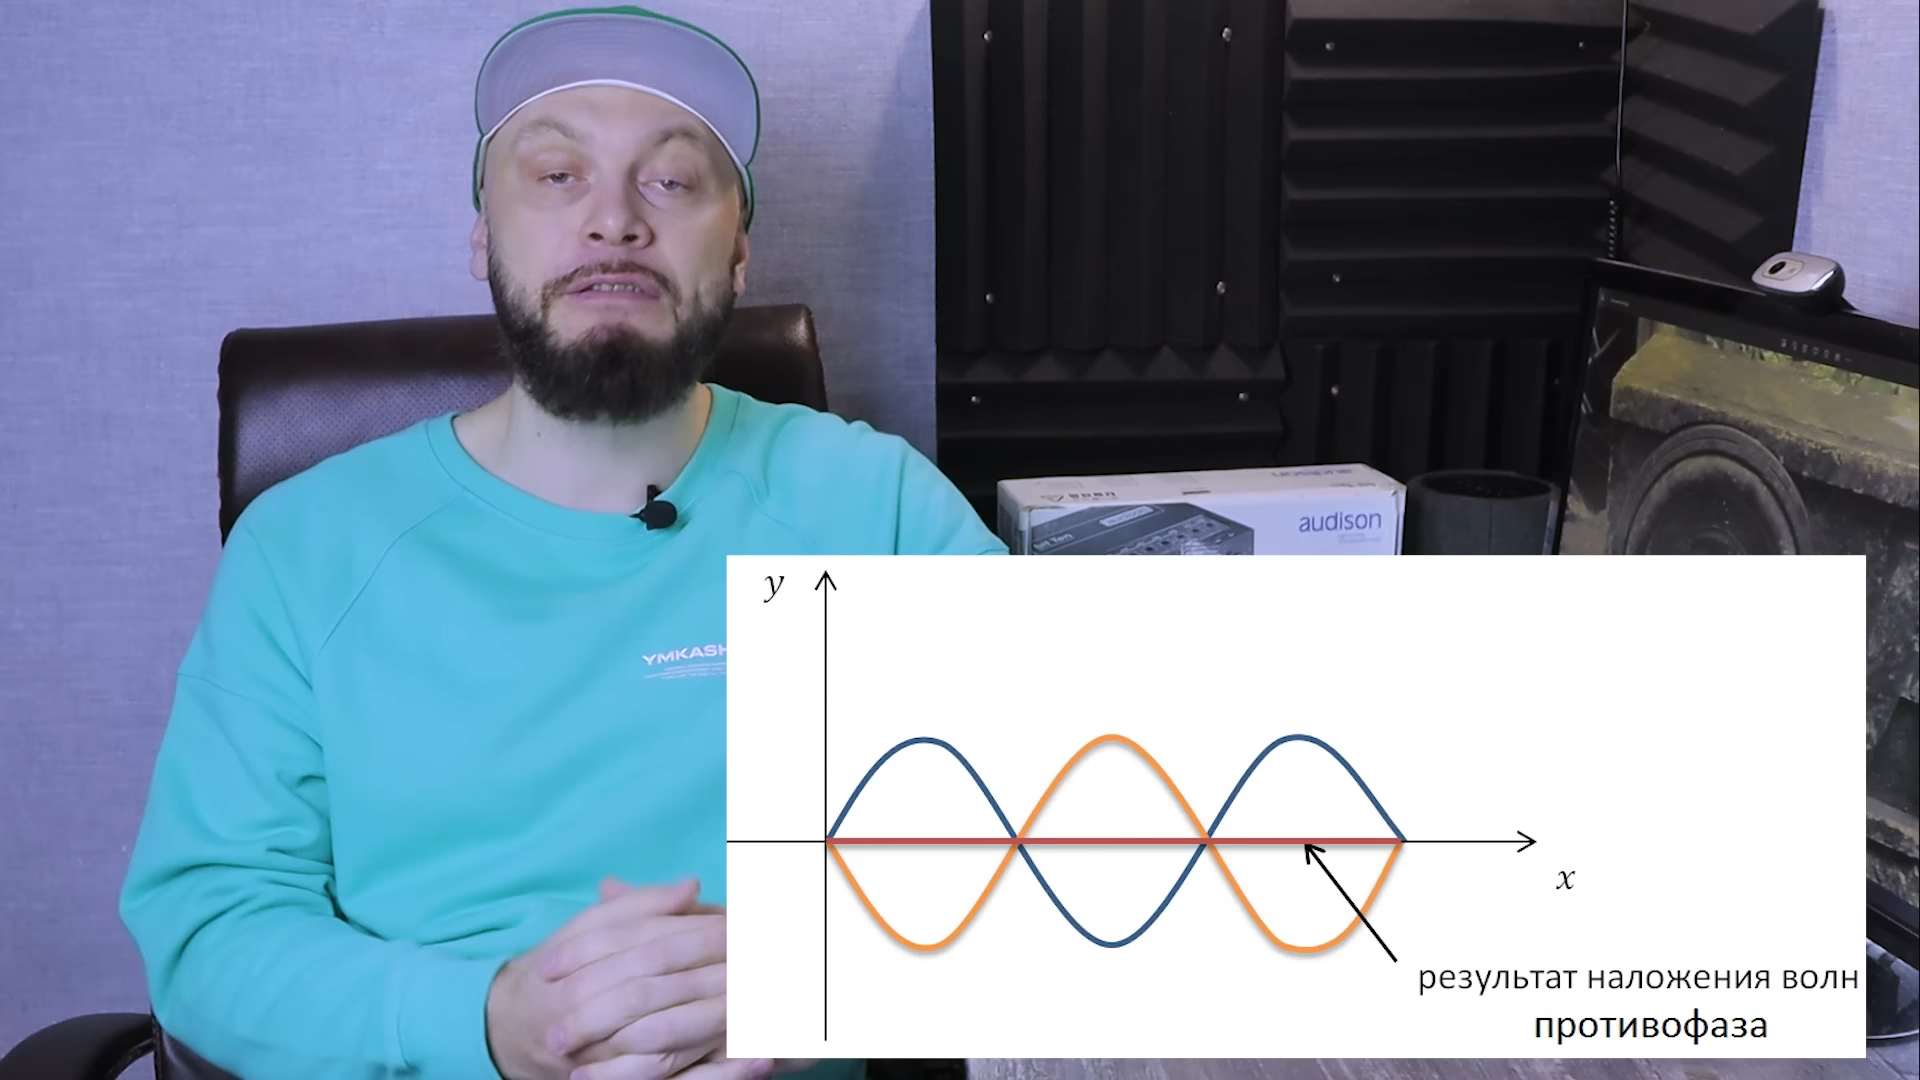 audison
YMKASH
y
x
результат наложения волн
противофаза